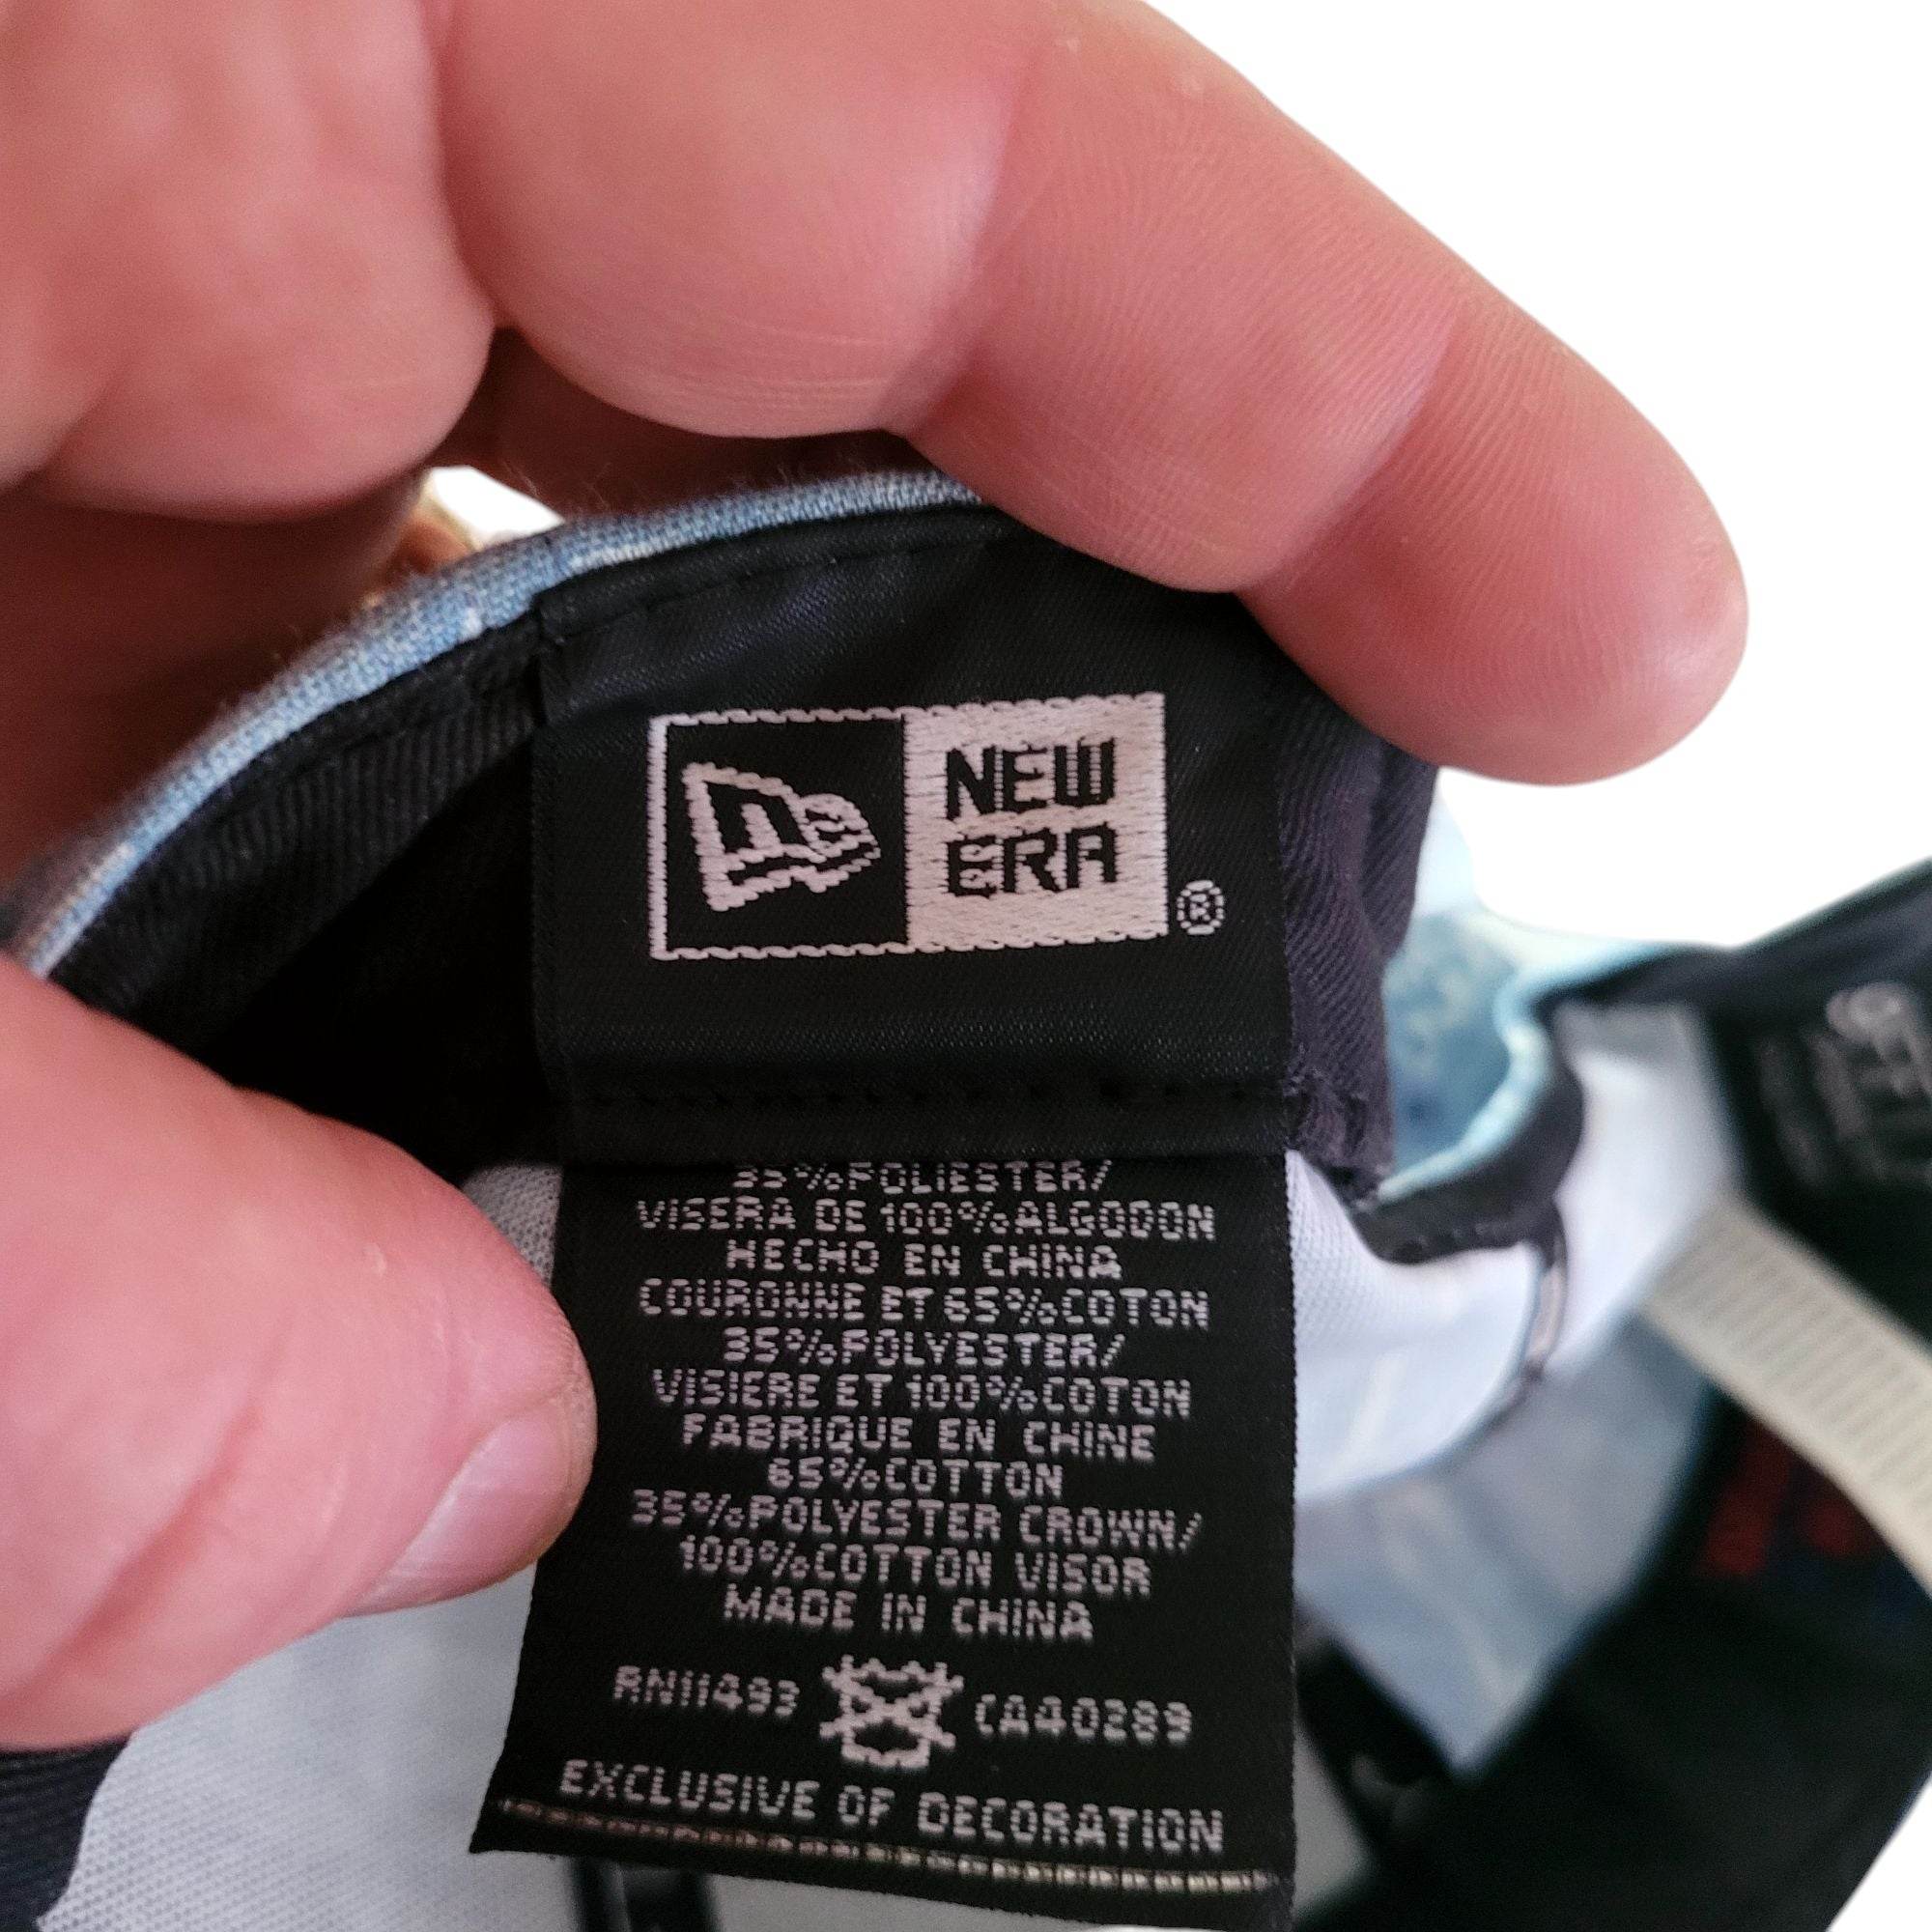 NEW
ERA
®
35%POLIESTER/
VISERA DE 100%ALGODON
HECHO EN CHINA
COURONNE ET 65%COTON
35%POLYESTER/
VISIERE ET 100%COTON
FABRIQUE EN CHINE
65%COTTON
35%POLYESTER CROWN/
100%COTTON VISOR
MADE IN CHINA
RN11493 CA40289
EXCLUSIVE OF DECORATION